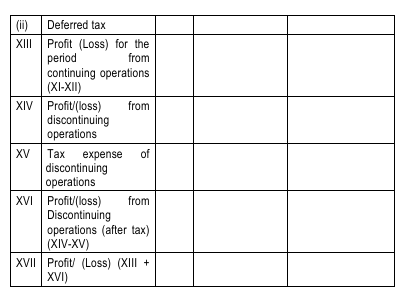 (ii) Deferred tax
XIII Profit (Loss) for the
period from
continuing operations
(XI-XII)
XIV Profit/(loss) from
discontinuing
operations
XV Tax expense of
discontinuing
operations
XVI Profit/(loss) from
Discontinuing
operations (after tax)
(XIV-XV)
XVII Profit/ (Loss) (XIII +
XVI)